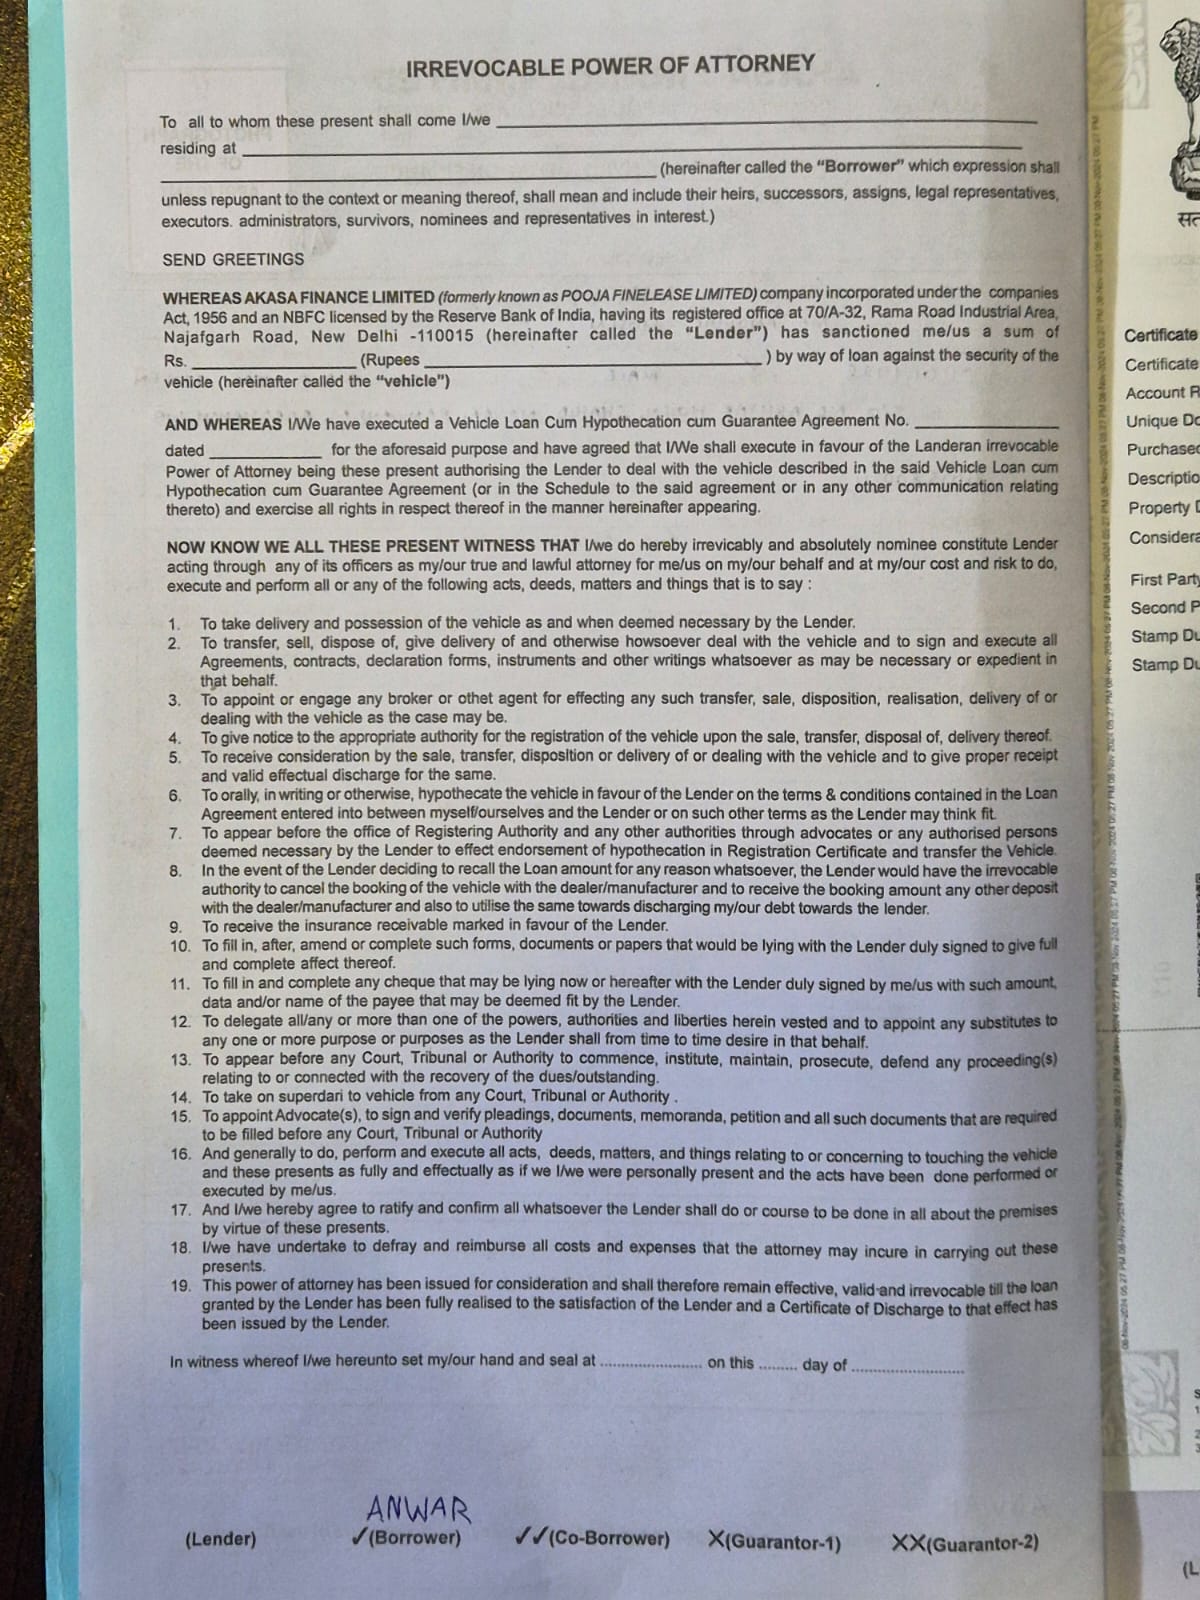 IRREVOCABLE POWER OF ATTORNEY
To all to whom these present shall come I/we
residing at
(hereinafter called the “Borrower” which expression shall
unless repugnant to the context or meaning thereof, shall mean and include their heirs, successors, assigns, legal representatives,
executors. administrators, survivors, nominees and representatives in interest.)
SEND GREETINGS
WHEREAS AKASA FINANCE LIMITED (formerly known as POOJA FINELEASE LIMITED) company incorporated under the companies
Act, 1956 and an NBFC licensed by the Reserve Bank of India, having its registered office at 70/A-32, Rama Road Industrial Area,
Najafgarh Road, New Delhi -110015 (hereinafter called the “Lender”) has sanctioned me/us a sum of
Rs. ____________ (Rupees ____________ ) by way of loan against the security of the
vehicle (hereinafter called the “vehicle”)
AND WHEREAS I/We have executed a Vehicle Loan Cum Hypothecation cum Guarantee Agreement No.
dated ____________ for the aforesaid purpose and have agreed that I/We shall execute in favour of the Landeran irrevocable
Power of Attorney being these present authorising the Lender to deal with the vehicle described in the said Vehicle Loan cum
Hypothecation cum Guarantee Agreement (or in the Schedule to the said agreement or in any other communication relating
thereto) and exercise all rights in respect thereof in the manner hereinafter appearing.
NOW KNOW WE ALL THESE PRESENT WITNESS THAT I/we do hereby irrevicably and absolutely nominee constitute Lender
acting through any of its officers as my/our true and lawful attorney for me/us on my/our behalf and at my/our cost and risk to do,
execute and perform all or any of the following acts, deeds, matters and things that is to say :
1. To take delivery and possession of the vehicle as and when deemed necessary by the Lender.
2. To transfer, sell, dispose of, give delivery of and otherwise howsoever deal with the vehicle and to sign and execute all
Agreements, contracts, declaration forms, instruments and other writings whatsoever as may be necessary or expedient in
that behalf.
3. To appoint or engage any broker or othet agent for effecting any such transfer, sale, disposition, realisation, delivery of or
dealing with the vehicle as the case may be.
4. To give notice to the appropriate authority for the registration of the vehicle upon the sale, transfer, disposal of, delivery thereof.
5. To receive consideration by the sale, transfer, disposition or delivery of or dealing with the vehicle and to give proper receipt
and valid effectual discharge for the same.
6. To orally, in writing or otherwise, hypothecate the vehicle in favour of the Lender on the terms & conditions contained in the Loan
Agreement entered into between myself/ourselves and the Lender or on such other terms as the Lender may think fit.
7. To appear before the office of Registering Authority and any other authorities through advocates or any authorised persons
deemed necessary by the Lender to effect endorsement of hypothecation in Registration Certificate and transfer the Vehicle.
8. In the event of the Lender deciding to recall the Loan amount for any reason whatsoever, the Lender would have the irrevocable
authority to cancel the booking of the vehicle with the dealer/manufacturer and to receive the booking amount any other deposit
with the dealer/manufacturer and also to utilise the same towards discharging my/our debt towards the lender.
9. To receive the insurance receivable marked in favour of the Lender.
10. To fill in, after, amend or complete such forms, documents or papers that would be lying with the Lender duly signed to give full
and complete affect thereof.
11. To fill in and complete any cheque that may be lying now or hereafter with the Lender duly signed by me/us with such amount,
data and/or name of the payee that may be deemed fit by the Lender.
12. To delegate all/any or more than one of the powers, authorities and liberties herein vested and to appoint any substitutes to
any one or more purpose or purposes as the Lender shall from time to time desire in that behalf.
13. To appear before any Court, Tribunal or Authority to commence, institute, maintain, prosecute, defend any proceeding(s)
relating to or connected with the recovery of the dues/outstanding.
14. To take on superdari to vehicle from any Court, Tribunal or Authority .
15. To appoint Advocate(s), to sign and verify pleadings, documents, memoranda, petition and all such documents that are required
to be filled before any Court, Tribunal or Authority
16. And generally to do, perform and execute all acts, deeds, matters, and things relating to or concerning to touching the vehicle
and these presents as fully and effectually as if we I/we were personally present and the acts have been done performed or
executed by me/us.
17. And I/we hereby agree to ratify and confirm all whatsoever the Lender shall do or course to be done in all about the premises
by virtue of these presents.
18. I/we have undertake to defray and reimburse all costs and expenses that the attorney may incure in carrying out these
presents.
19. This power of attorney has been issued for consideration and shall therefore remain effective, valid and irrevocable till the loan
granted by the Lender has been fully realised to the satisfaction of the Lender and a Certificate of Discharge to that effect has
been issued by the Lender.
In witness whereof I/we hereunto set my/our hand and seal at ...................... on this ......... day of .........................
ANWAR
(Lender) ✓(Borrower) ✓✓(Co-Borrower) X(Guarantor-1) XX(Guarantor-2)
Certificate
Certificate
Account R
Unique Do
Purchased
Descriptio
Property D
Considera
First Party
Second P
Stamp Du
Stamp Du
(L